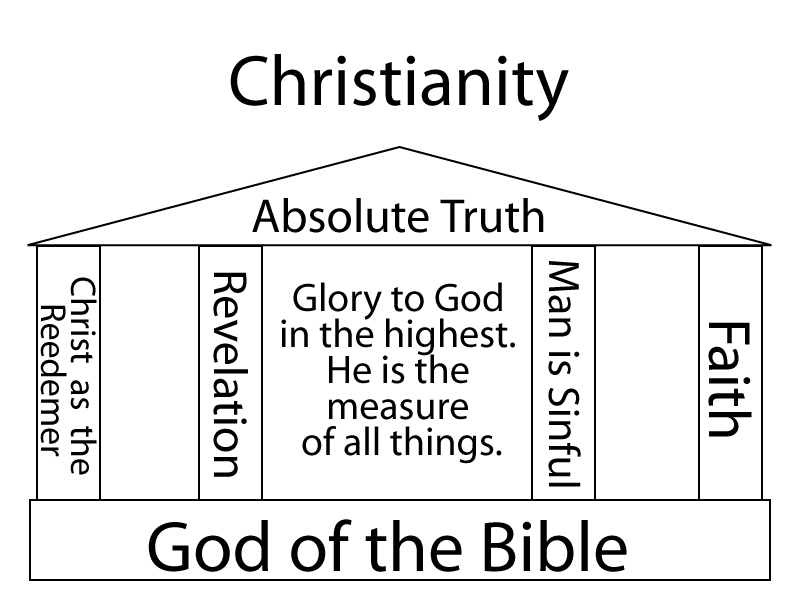 Christianity
Absolute Truth
Christ as the
Reedemer
Revelation
Glory to God
in the highest.
He is the
measure
of all things.
Man is Sinful
Faith
God of the Bible